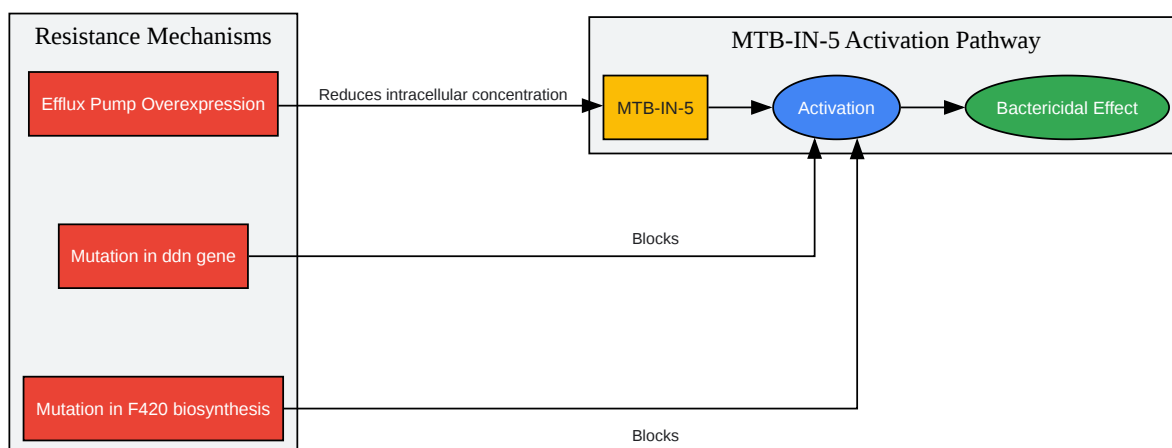 Resistance Mechanisms
MTB-IN-5 Activation Pathway
Efflux Pump Overexpression
Reduces intracellular concentration
MTB-IN-5
Activation
Bactericidal Effect
Mutation in ddn gene
Blocks
Mutation in F420 biosynthesis
Blocks